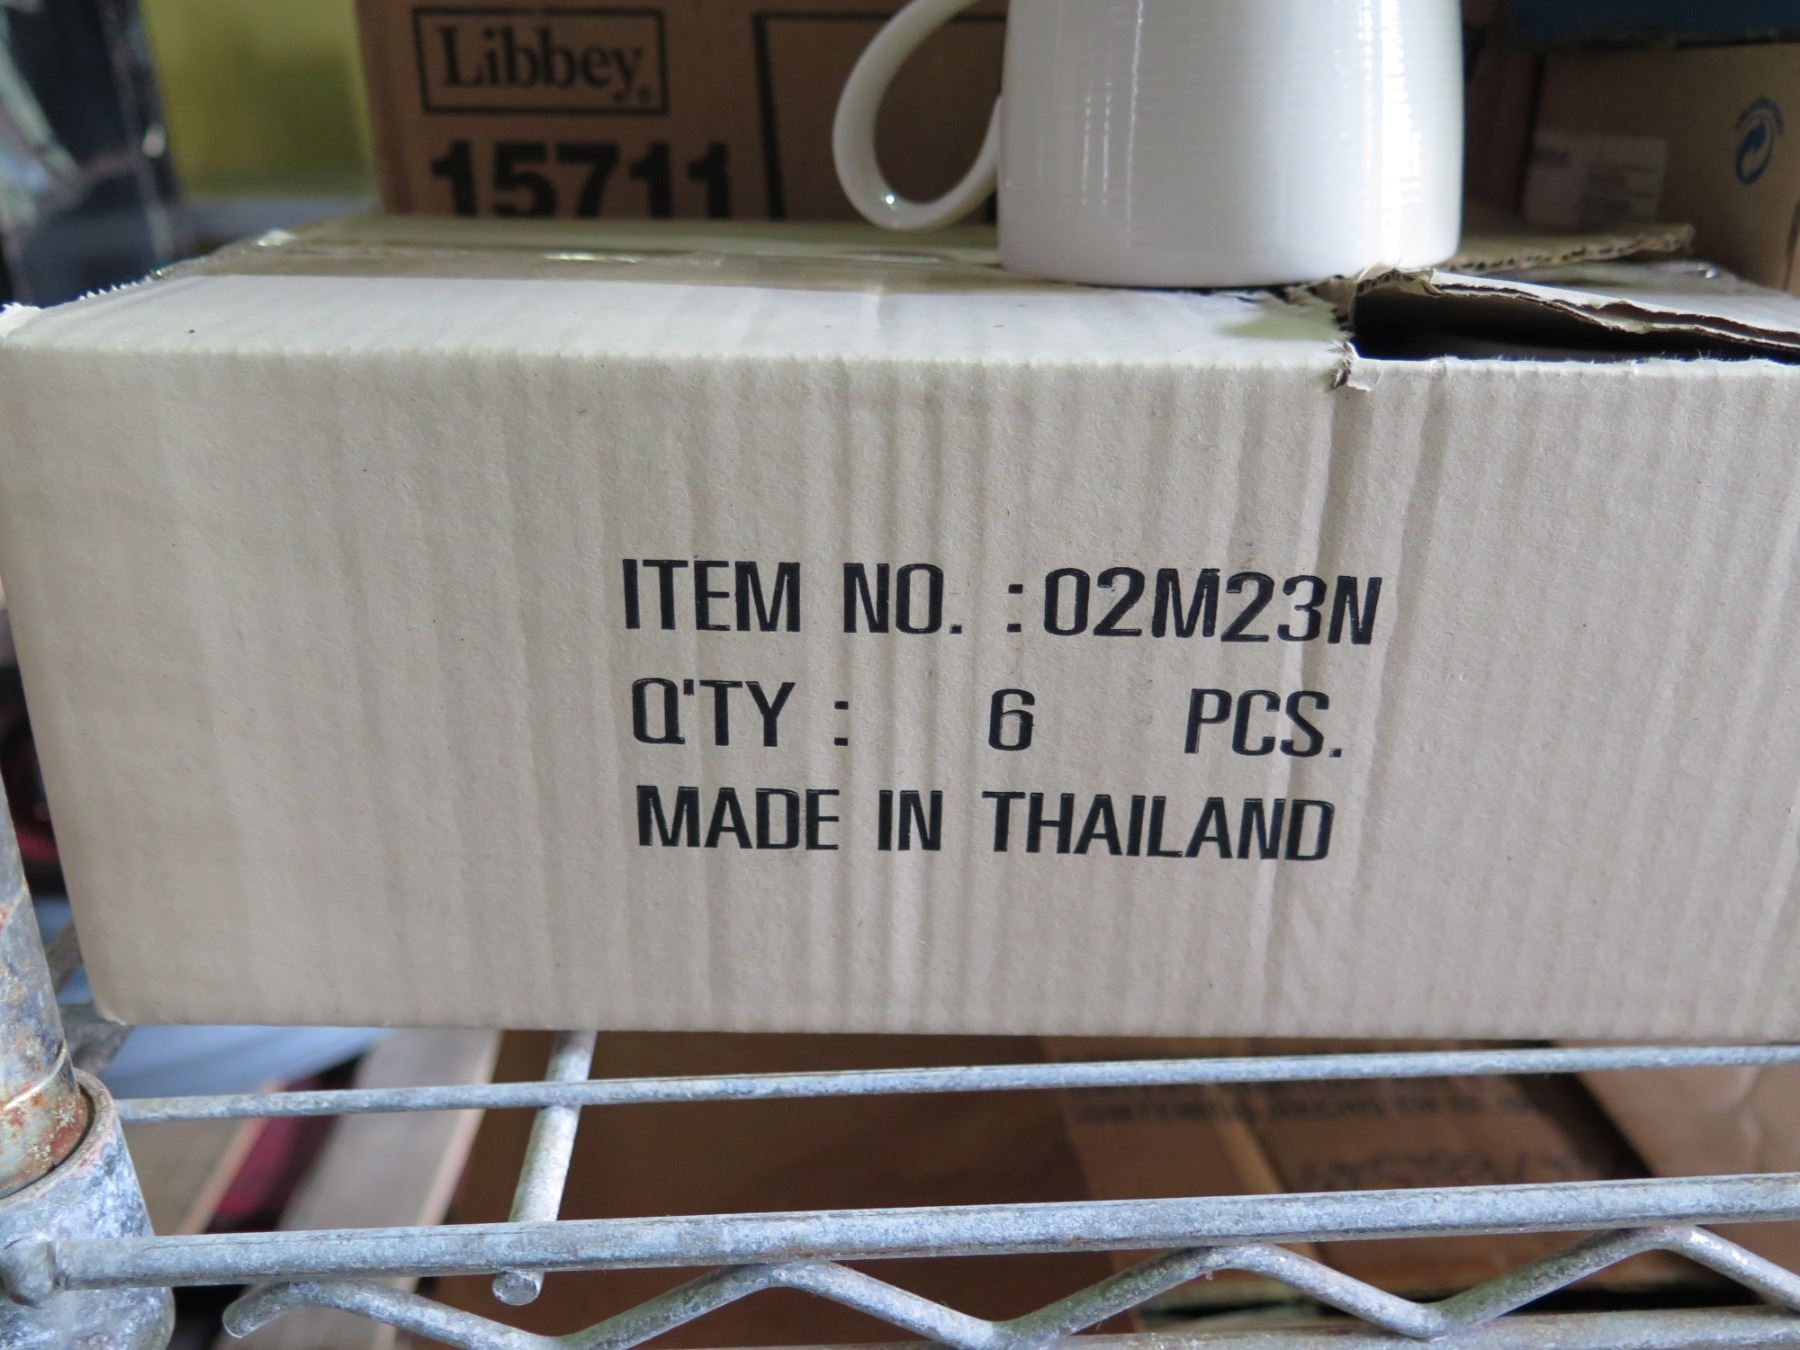 Libbey®
15711
ITEM NO. :02M23N
Q'TY : 6 PCS.
MADE IN THAILAND